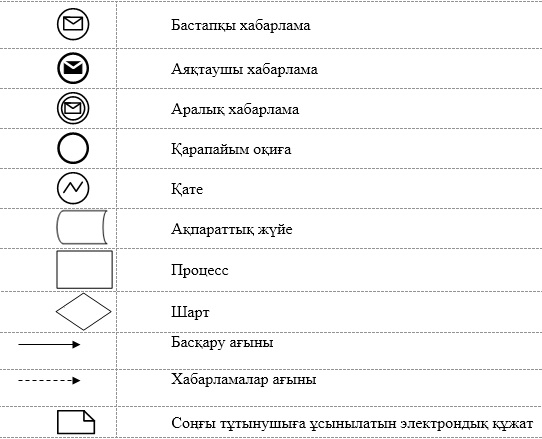 Бастапқы хабарлама
Аяқтаушы хабарлама
Аралық хабарлама
Қарапайым оқиға
Қате
Ақпараттық жүйе
Процесс
Шарт
Басқару ағыны
Хабарламалар ағыны
Соңғы тұтынушыға ұсынылатын электрондық құжат